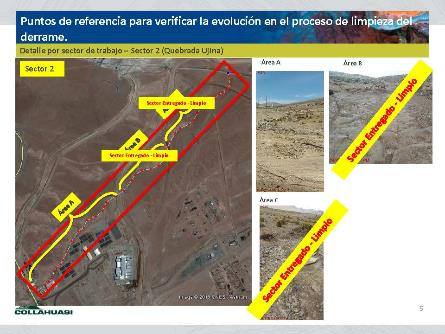 Puntos de referencia para verificar la evolución en el proceso de limpieza del
derrame.
Detalle por sector de trabajo – Sector 2 (Quebrada Ujina)
Sector 2
Área A
Área B
Sector Entregado - Limpio
Área B
Sector Entregado - Limpio
Área A
Sector Entregado - Limpio
Área C
Sector Entregado - Limpio
COLLAHUASI
5